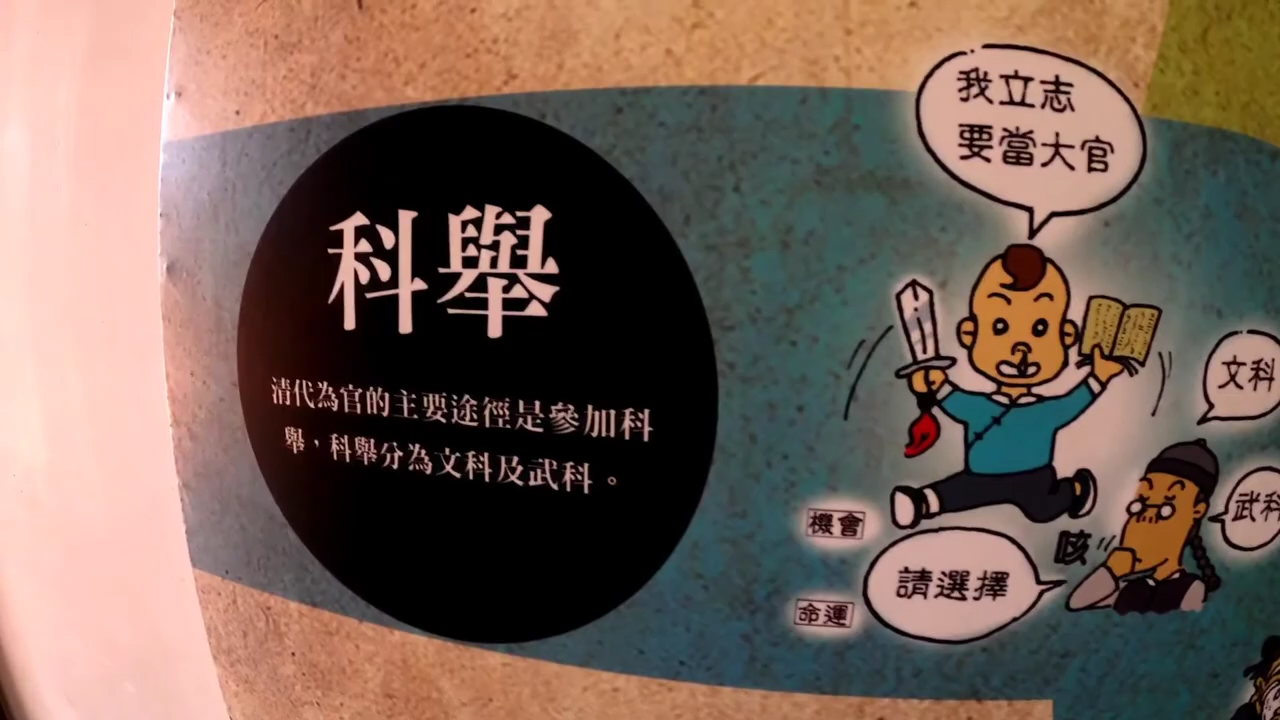 科舉
清代為官的主要途徑是參加科
舉，科舉分為文科及武科。
我立志
要當大官
文科
武科
機會
咳
請選擇
命運